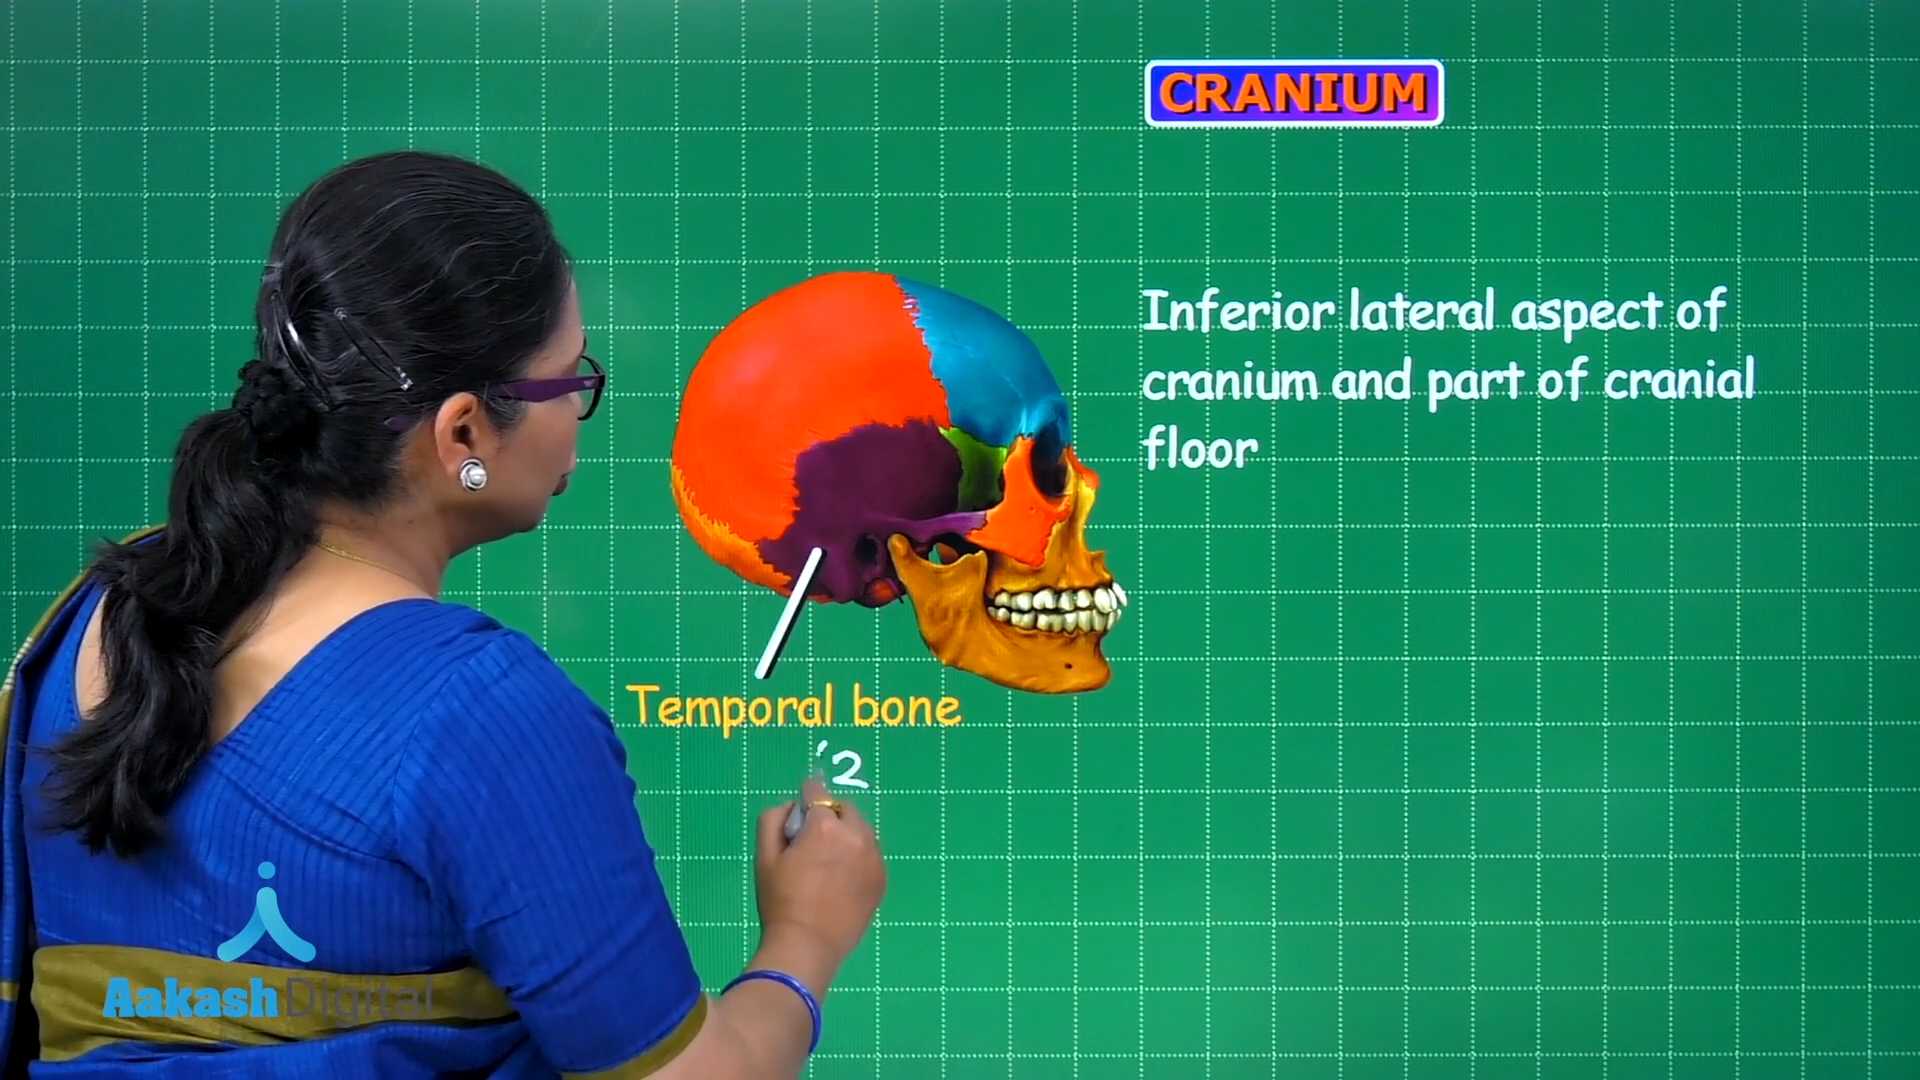 CRANIUM
Inferior lateral aspect of
cranium and part of cranial
floor
Temporal bone
'2
Aakash Digital